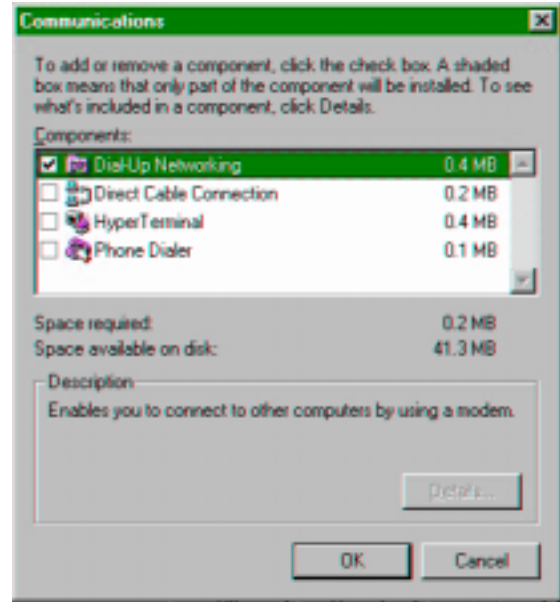 Communications
To add or remove a component, click the check box. A shaded
box means that only part of the component will be installed. To see
what's included in a component, click Details.
Components:
Dial-Up Networking 0.4 MB
Direct Cable Connection 0.2 MB
HyperTerminal 0.4 MB
Phone Dialer 0.1 MB
Space required: 0.2 MB
Space available on disk: 41.3 MB
Description
Enables you to connect to other computers by using a modem.
Details...
OK Cancel